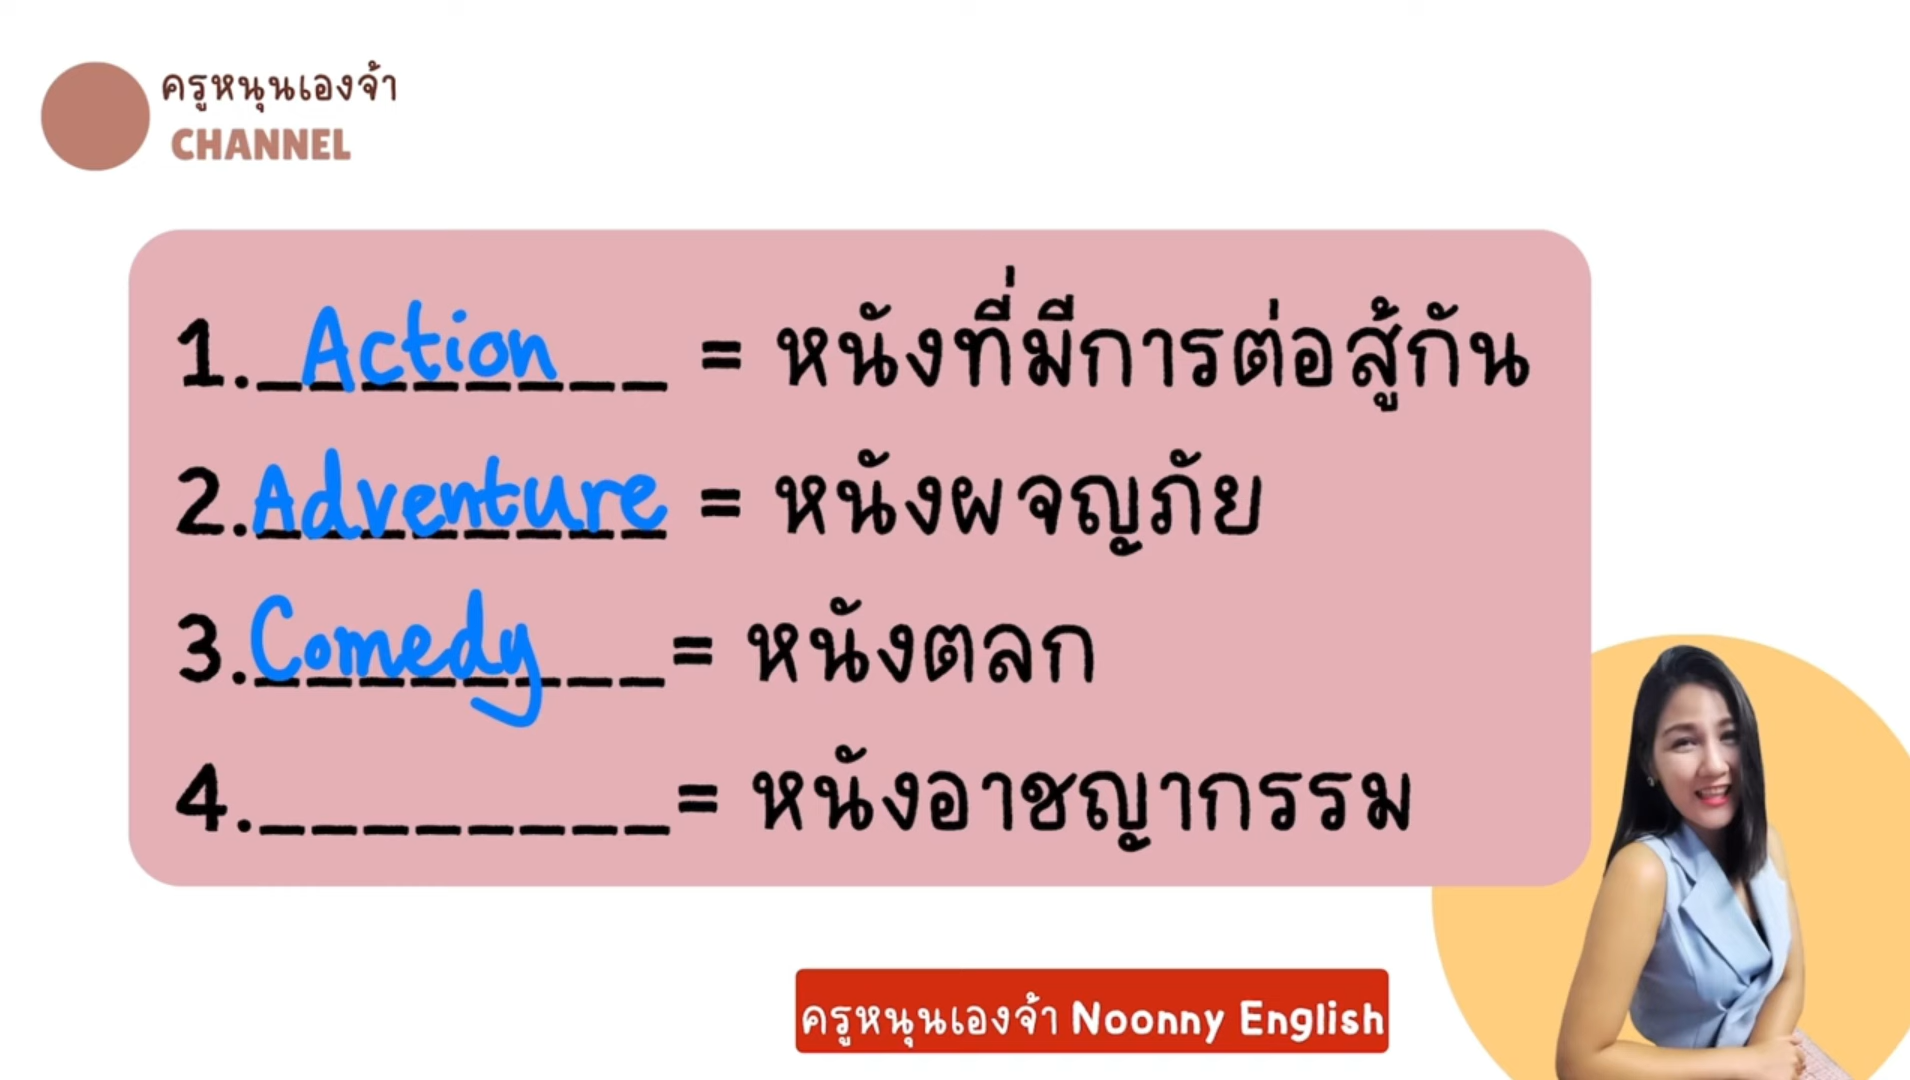 ครูหนุนเองจ้า
CHANNEL
1. Action = หนังที่มีการต่อสู้กัน
2. Adventure = หนังผจญภัย
3. Comedy = หนังตลก
4. _ _ _ _ _ _ _ _ = หนังอาชญากรรม
ครูหนุนเองจ้า Noonny English